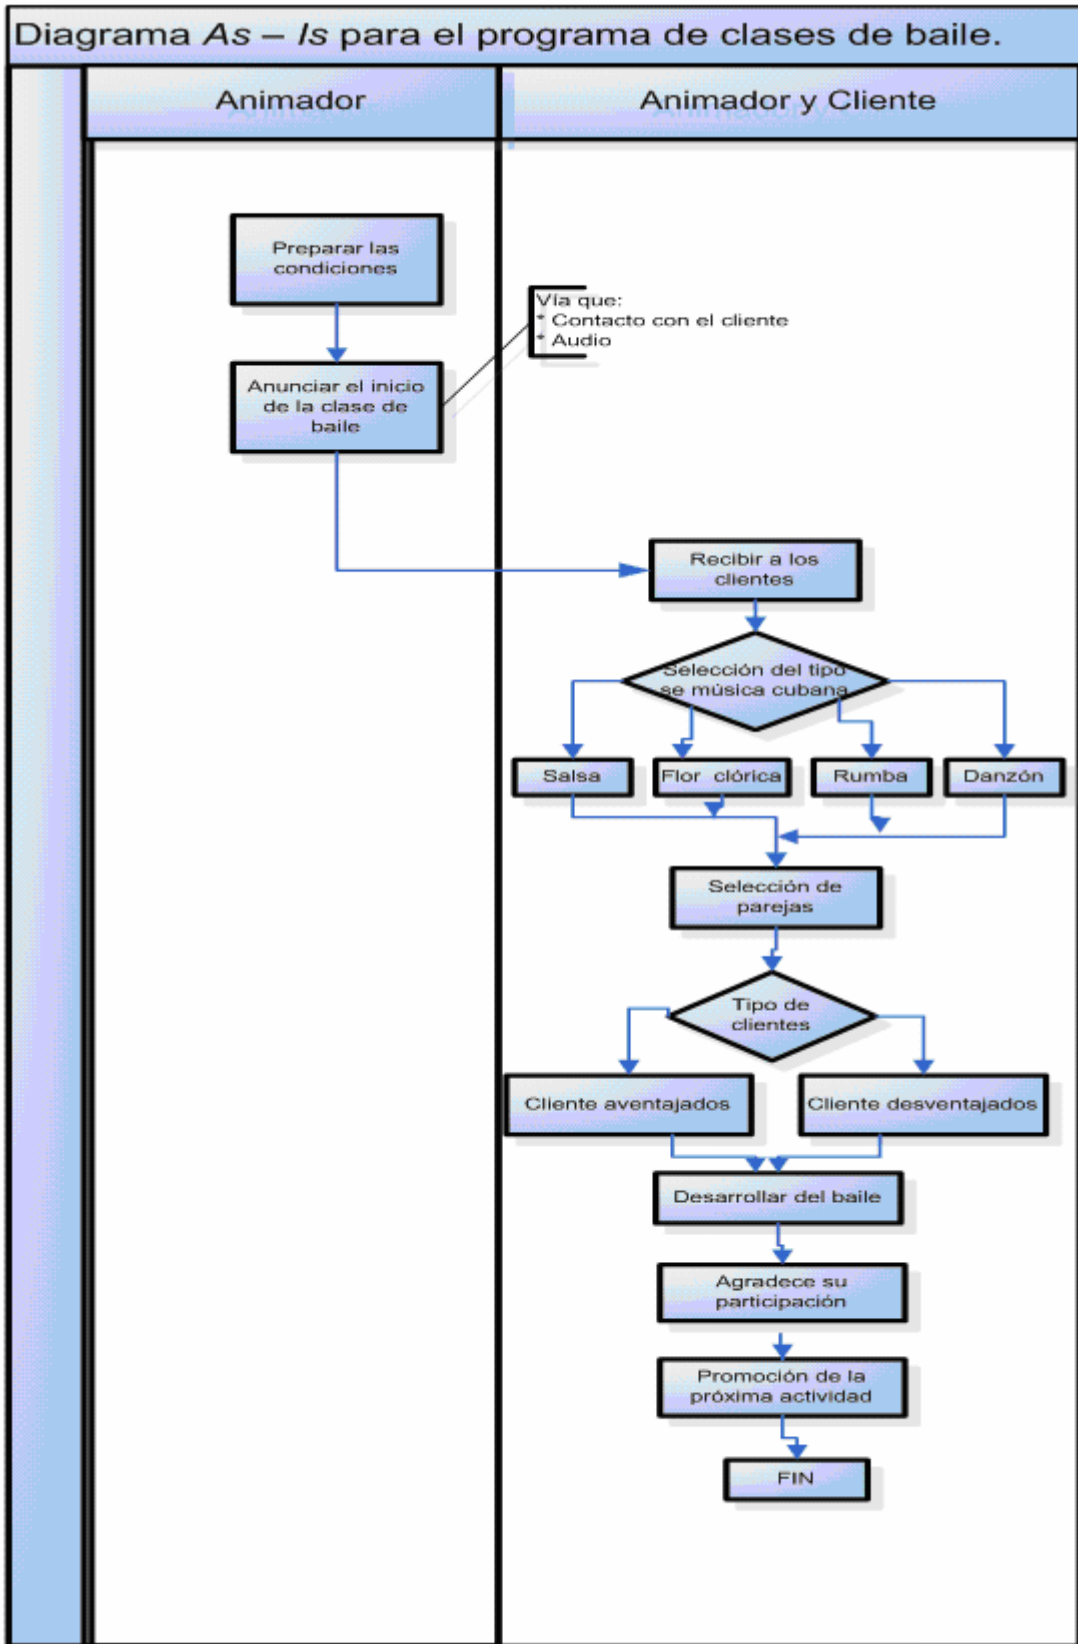 Diagrama As – Is para el programa de clases de baile.
Animador
Animador y Cliente
Preparar las
condiciones
Vía que:
* Contacto con el cliente
* Audio
Anunciar el inicio
de la clase de
baile
Recibir a los
clientes
Selección del tipo
se música cubana
Salsa
Flor clórica
Rumba
Danzón
Selección de
parejas
Tipo de
clientes
Cliente aventajados
Cliente desventajados
Desarrollar del baile
Agradece su
participación
Promoción de la
próxima actividad
FIN